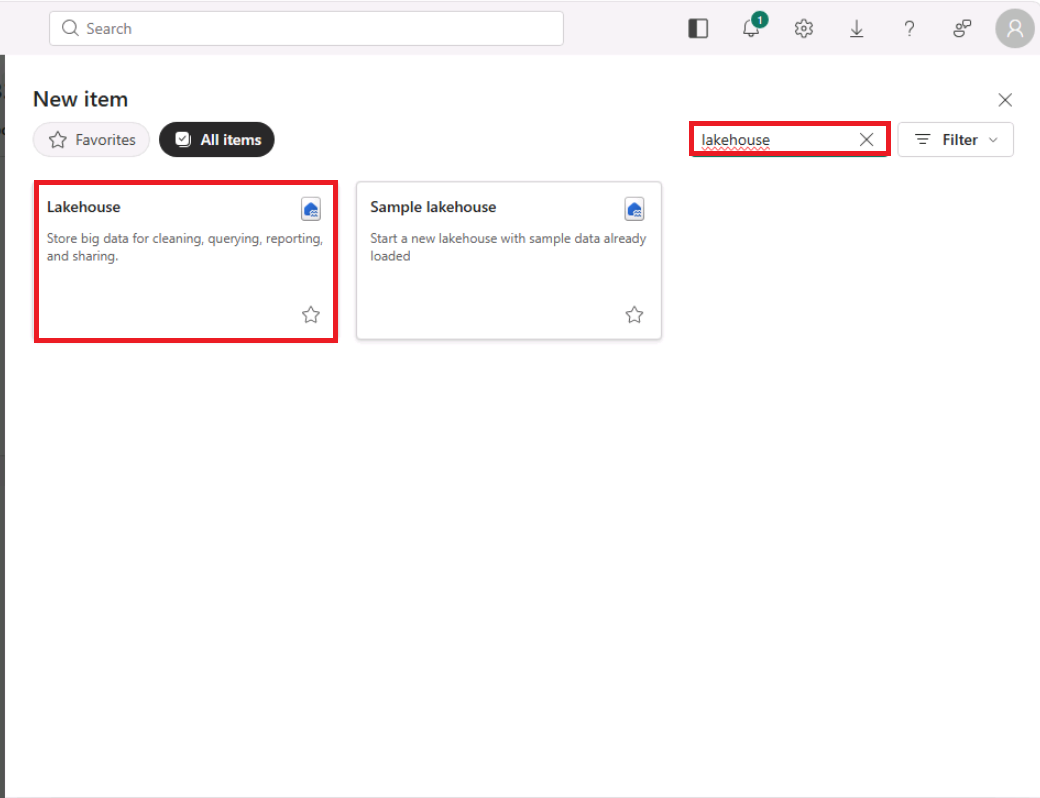 Search
1
New item
Favorites
All items
lakehouse
Filter
Lakehouse
Store big data for cleaning, querying, reporting,
and sharing.
Sample lakehouse
Start a new lakehouse with sample data already
loaded